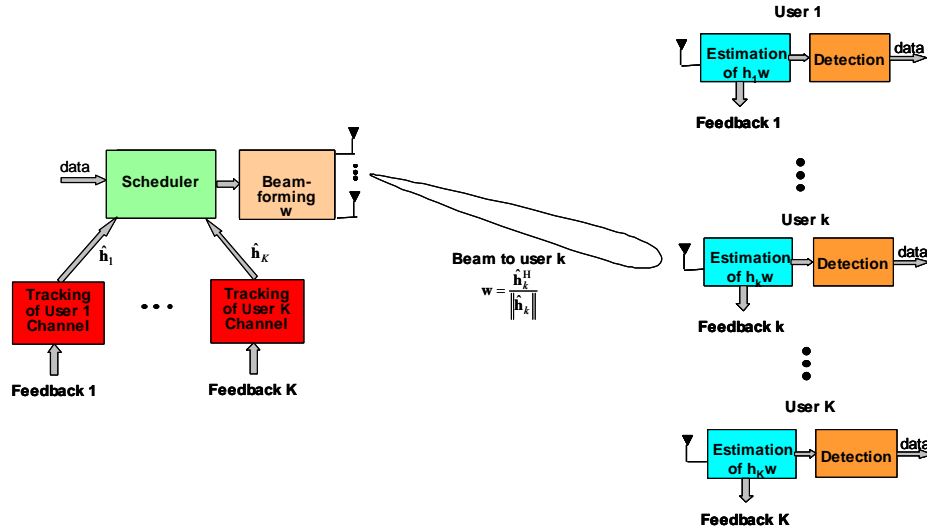 User 1
Estimation
of h1w
Detection
data
Feedback 1
data
Scheduler
Beam-
forming
w
ĥ1
ĥK
Tracking
of User 1
Channel
Tracking
of User K
Channel
Feedback 1
Feedback K
Beam to user k
w = ĥkH / ‖ĥk‖
User k
Estimation
of hkw
Detection
data
Feedback k
User K
Estimation
of hKw
Detection
data
Feedback K